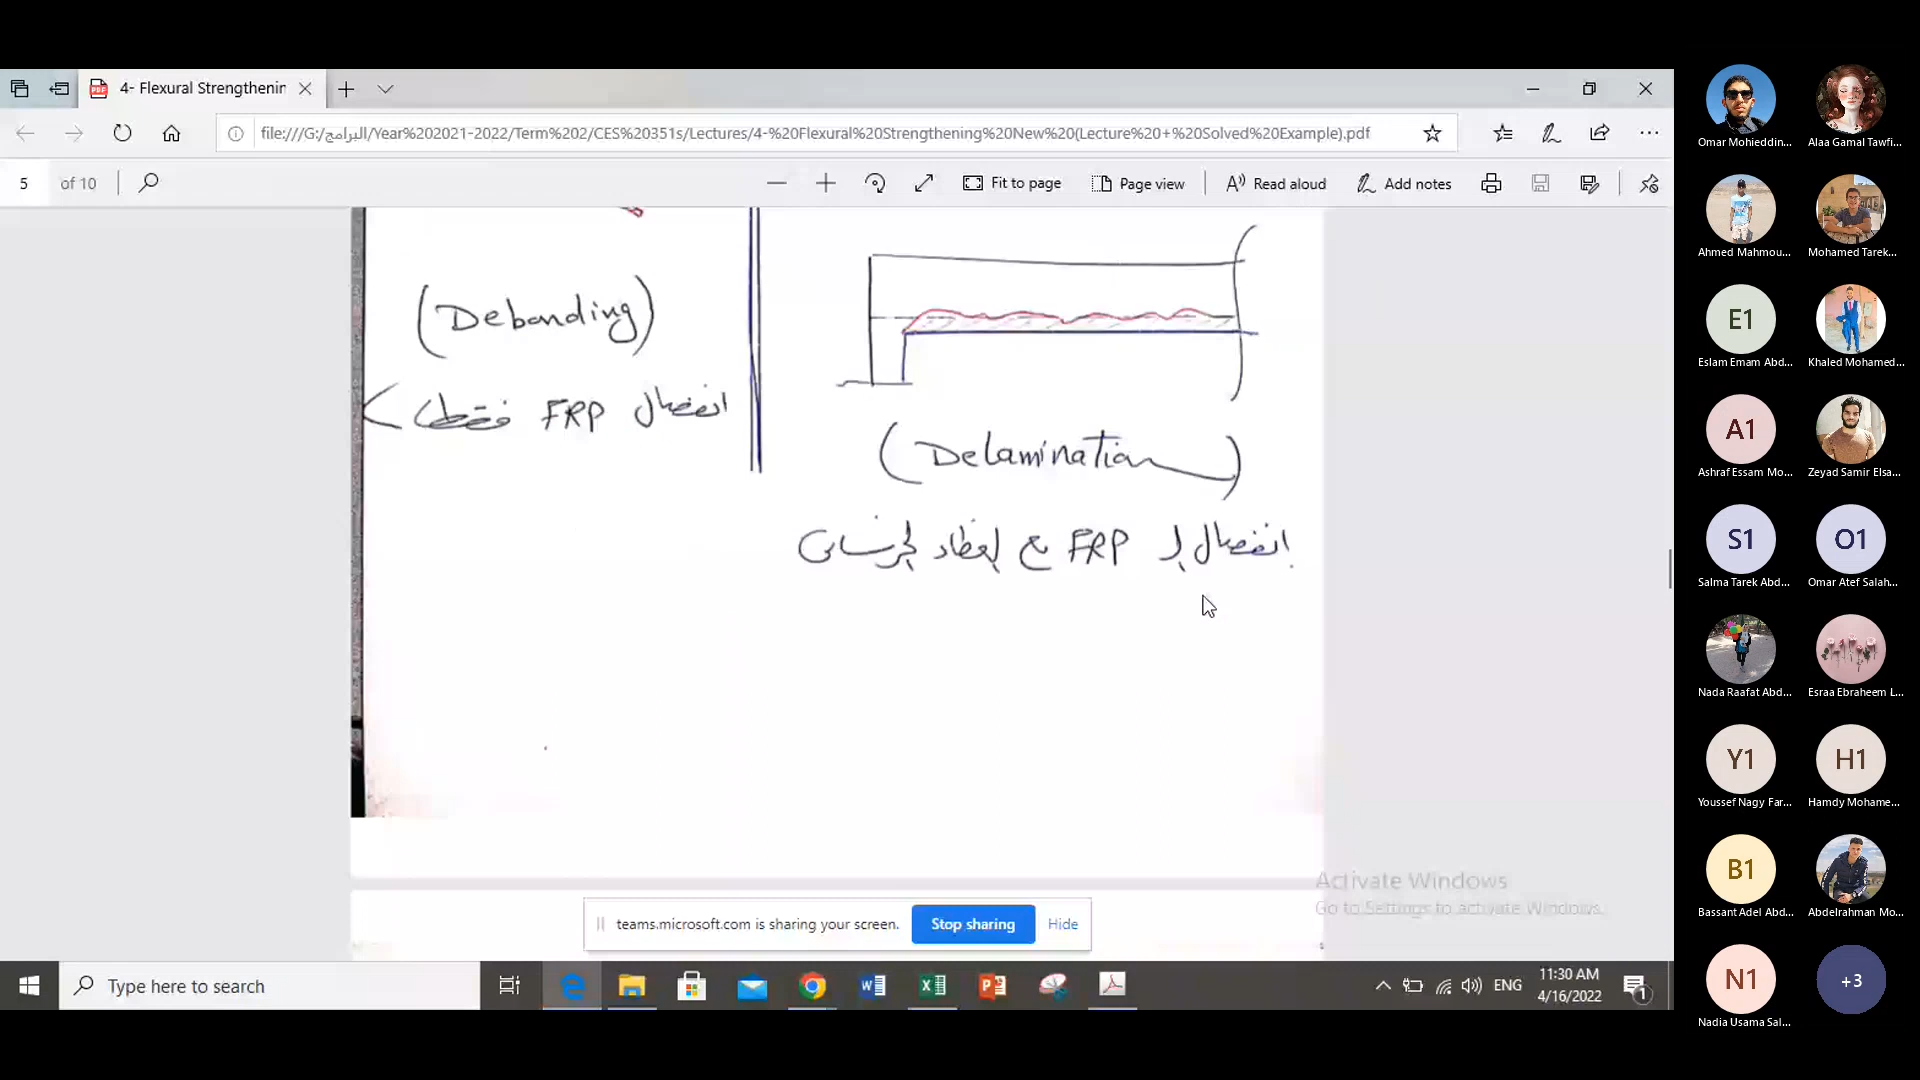 4- Flexural Strengthenin
file:///G:/البرامج/Year%202021-2022/Term%202/CES%20351s/Lectures/4-%20Flexural%20Strengthening%20New%20(Lecture%20+%20Solved%20Example).pdf
5 of 10
Fit to page
Page view
Read aloud
Add notes
(Debonding)
انفصال FRP فقط
(Delamination)
انفصال الـ FRP مع الغطاء الخرسانى
Activate Windows
Go to Settings to activate Windows.
teams.microsoft.com is sharing your screen.
Stop sharing
Hide
Type here to search
ENG
11:30 AM
4/16/2022
1
Omar Mohieddin...
Alaa Gamal Tawfi...
Ahmed Mahmou...
Mohamed Tarek...
E1
Eslam Emam Abd...
Khaled Mohamed...
A1
Ashraf Essam Mo...
Zeyad Samir Elsa...
S1
O1
Salma Tarek Abd...
Omar Atef Salah...
Nada Raafat Abd...
Esraa Ebraheem L...
Y1
H1
Youssef Nagy Far...
Hamdy Mohame...
B1
Bassant Adel Abd...
Abdelrahman Mo...
N1
+3
Nadia Usama Sal...